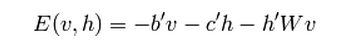 E(v, h) = −b′v − c′h − h′Wv